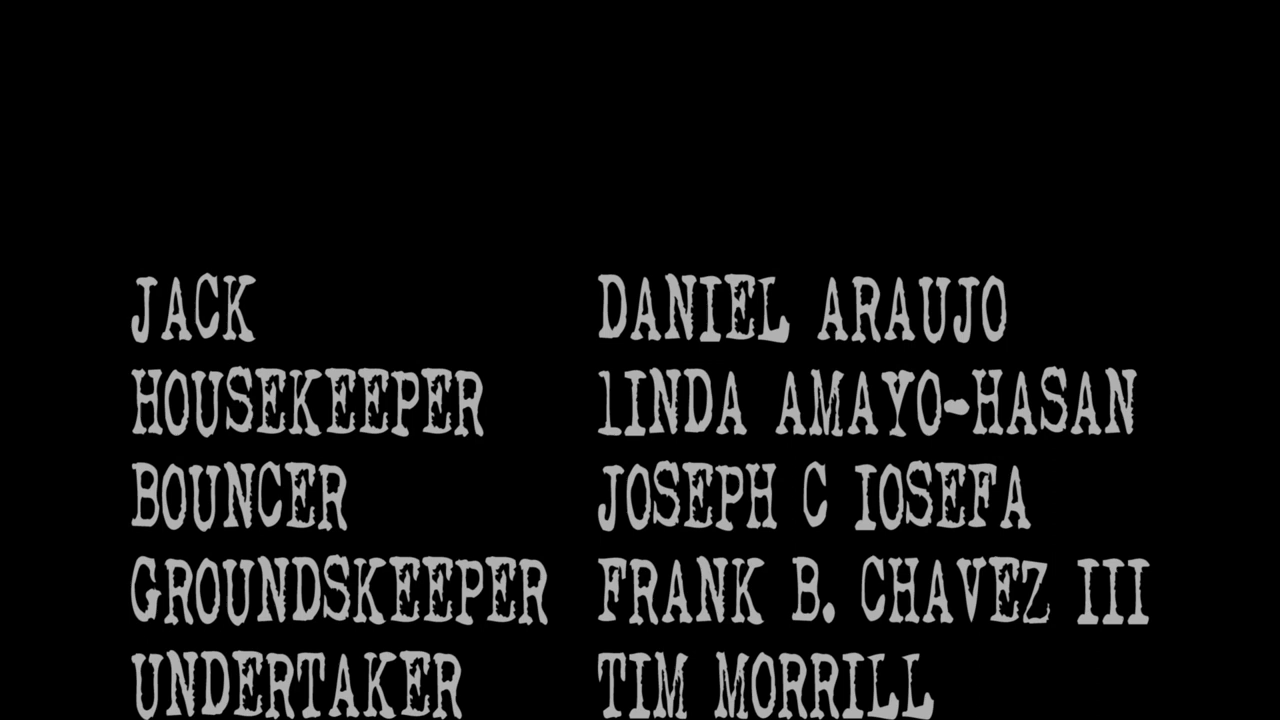 JACK DANIEL ARAUJO
HOUSEKEEPER lINDA AMAYO-HASAN
BOUNCER JOSEPH C IOSEFA
GROUNDSKEEPER FRANK B. CHAVEZ III
UNDERTAKER TIM MORRILL